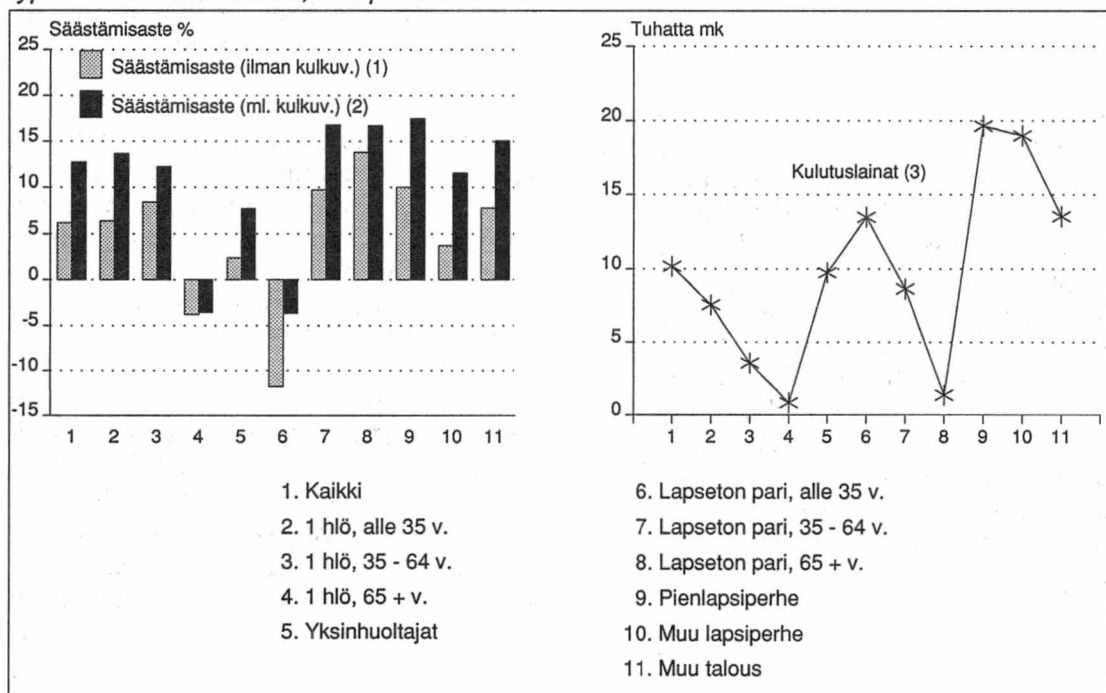 Säästämisaste %
25
20
15
10
5
0
-5
-10
-15
Säästämisaste (ilman kulkuv.) (1)
Säästämisaste (ml. kulkuv.) (2)
1 2 3 4 5 6 7 8 9 10 11
Tuhatta mk
25
20
15
10
5
0
Kulutuslainat (3)
1 2 3 4 5 6 7 8 9 10 11
1. Kaikki
2. 1 hlö, alle 35 v.
3. 1 hlö, 35 - 64 v.
4. 1 hlö, 65 + v.
5. Yksinhuoltajat
6. Lapseton pari, alle 35 v.
7. Lapseton pari, 35 - 64 v.
8. Lapseton pari, 65 + v.
9. Pienlapsiperhe
10. Muu lapsiperhe
11. Muu talous